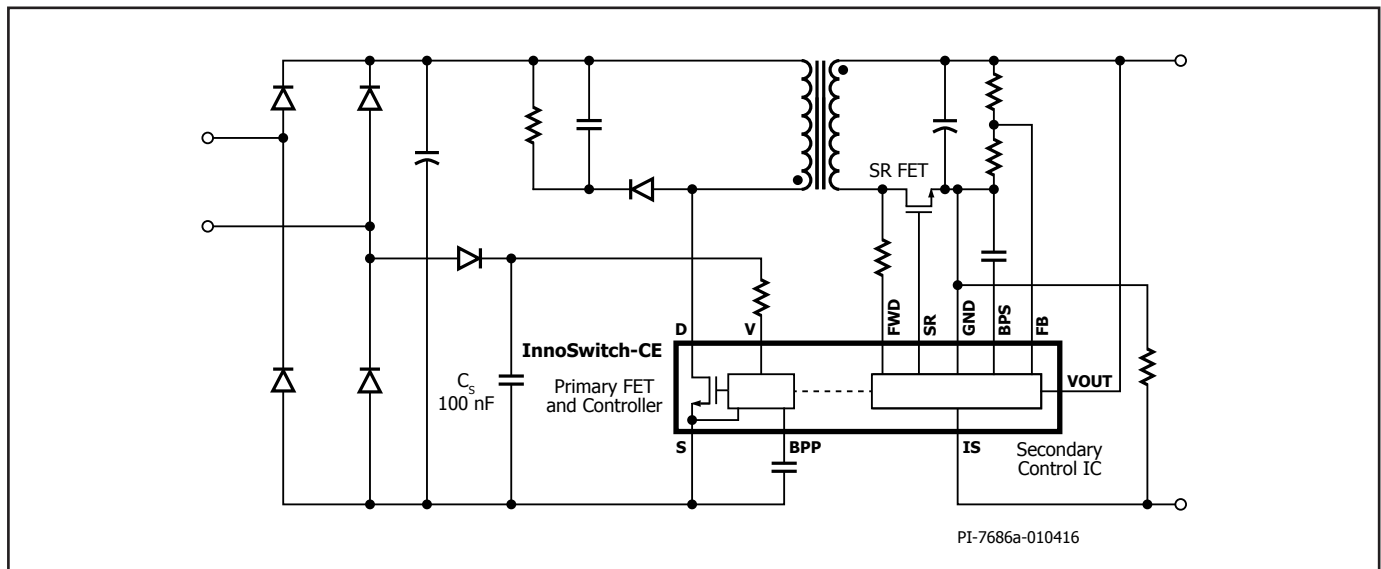 SR FET
D
V
FWD
SR
GND
BPS
FB
InnoSwitch-CE
VOUT
C<sub>S</sub>
100 nF
Primary FET
and Controller
S
BPP
IS
Secondary
Control IC
PI-7686a-010416